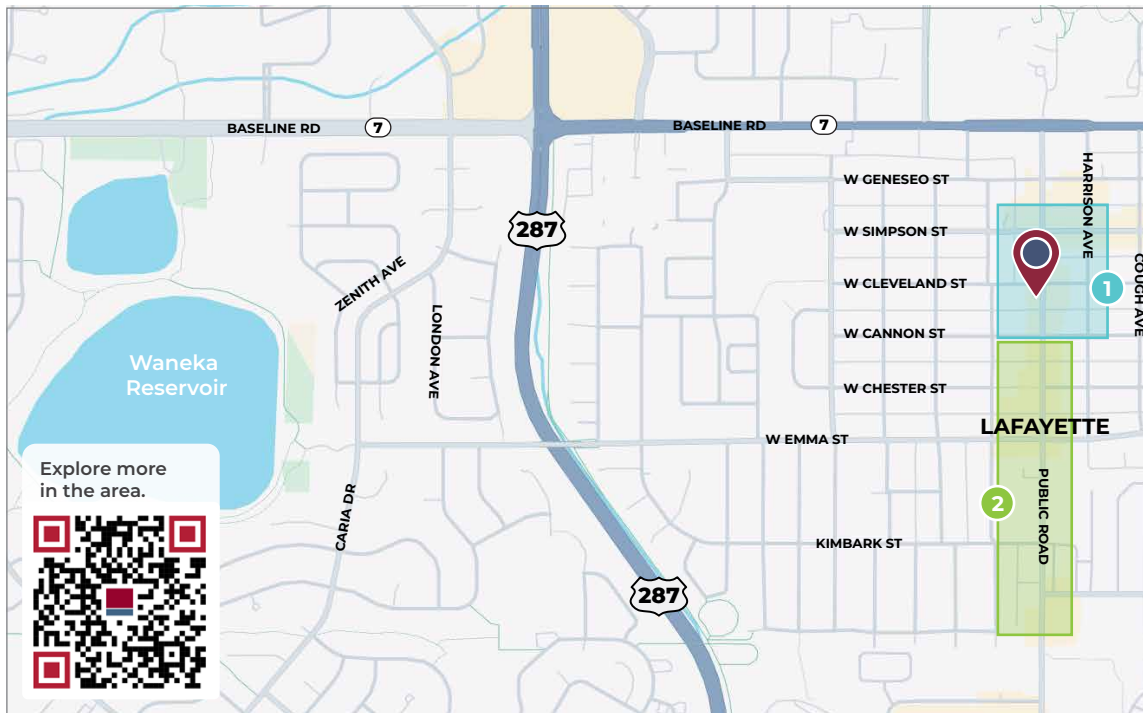 BASELINE RD
7
BASELINE RD
7
HARRISON AVE
W GENESEO ST
287
W SIMPSON ST
ZENITH AVE
W CLEVELAND ST
1
COUGH AVE
LONDON AVE
W CANNON ST
Waneka
Reservoir
W CHESTER ST
LAFAYETTE
W EMMA ST
Explore more
in the area.
CARIA DR
2
PUBLIC ROAD
KIMBARK ST
287